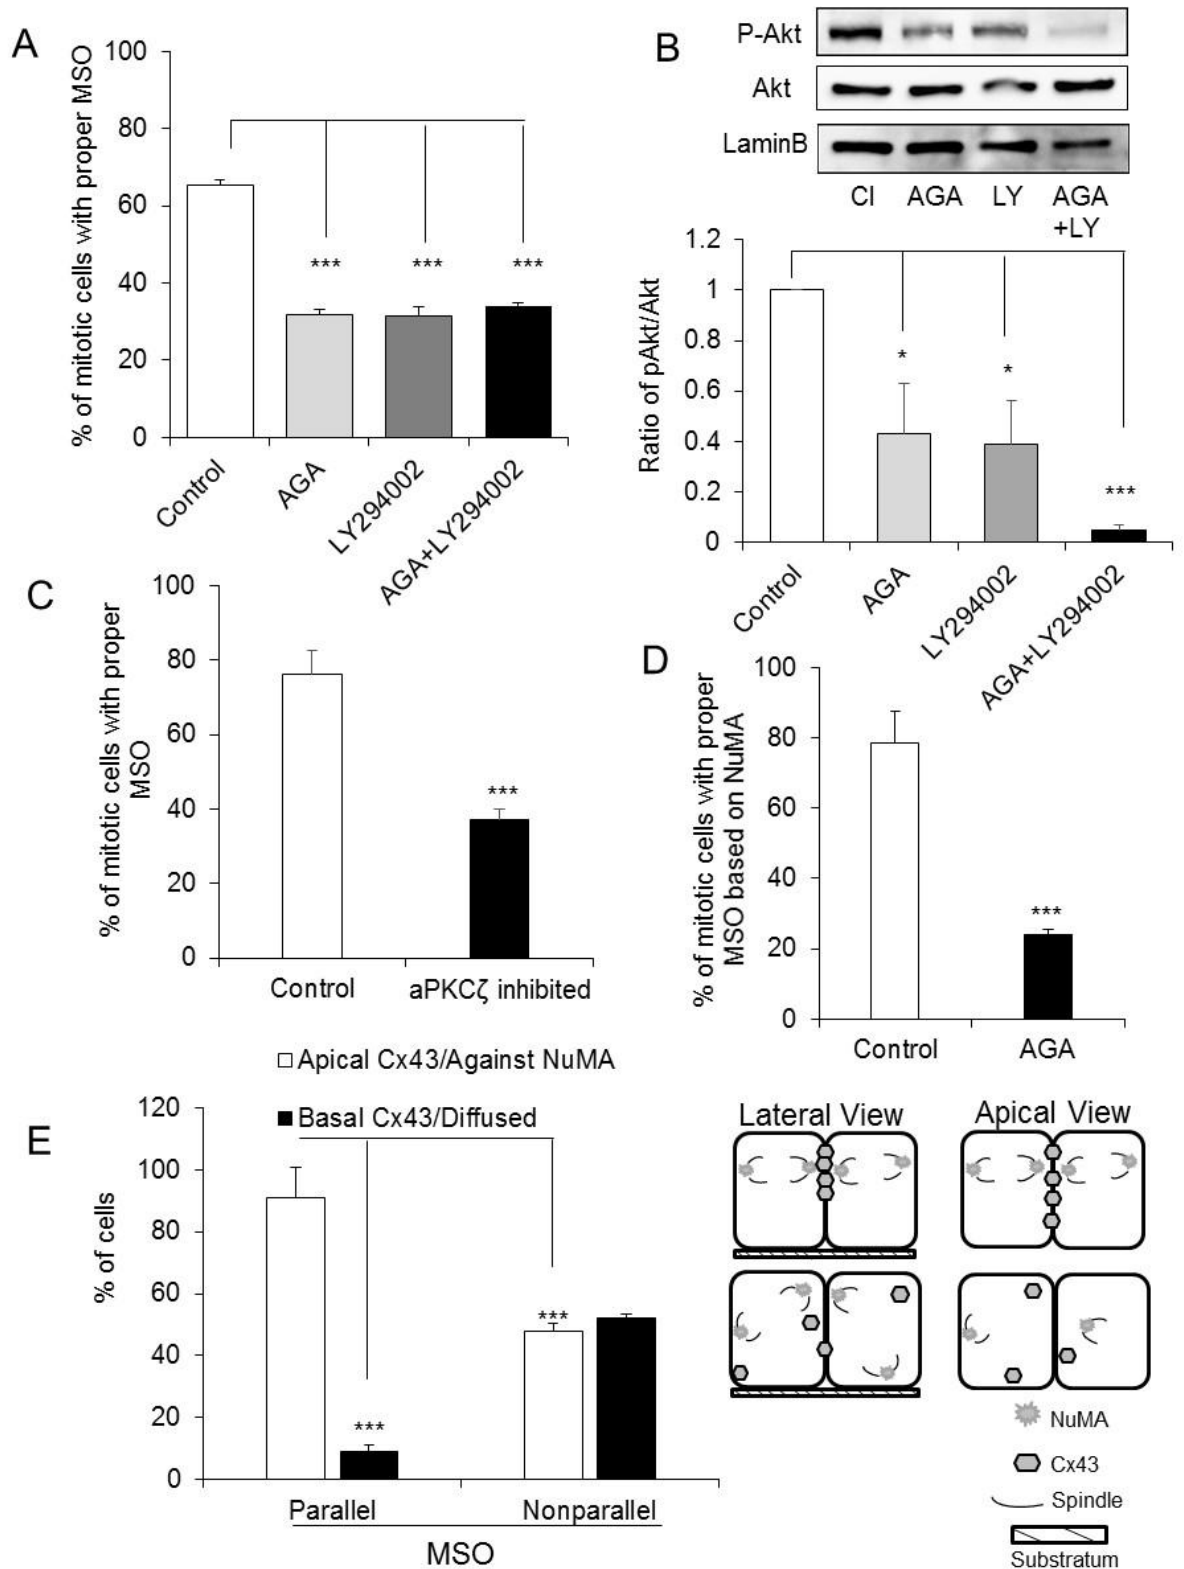 A
% of mitotic cells with proper MSO
100
80
60
40
20
0
***
***
***
Control
AGA
LY294002
AGA+LY294002
B
P-Akt
Akt
LaminB
CI AGA LY AGA
+LY
Ratio of pAkt/Akt
1.2
1
0.8
0.6
0.4
0.2
0
*
*
***
Control
AGA
LY294002
AGA+LY294002
C
% of mitotic cells with proper
MSO
100
80
60
40
20
0
***
Control
aPKCζ inhibited
D
% of mitotic cells with proper
MSO based on NuMA
100
80
60
40
20
0
***
Control
AGA
E
Apical Cx43/Against NuMA
Basal Cx43/Diffused
% of cells
120
100
80
60
40
20
0
***
***
Parallel
Nonparallel
MSO
Lateral View
Apical View
NuMA
Cx43
Spindle
Substratum